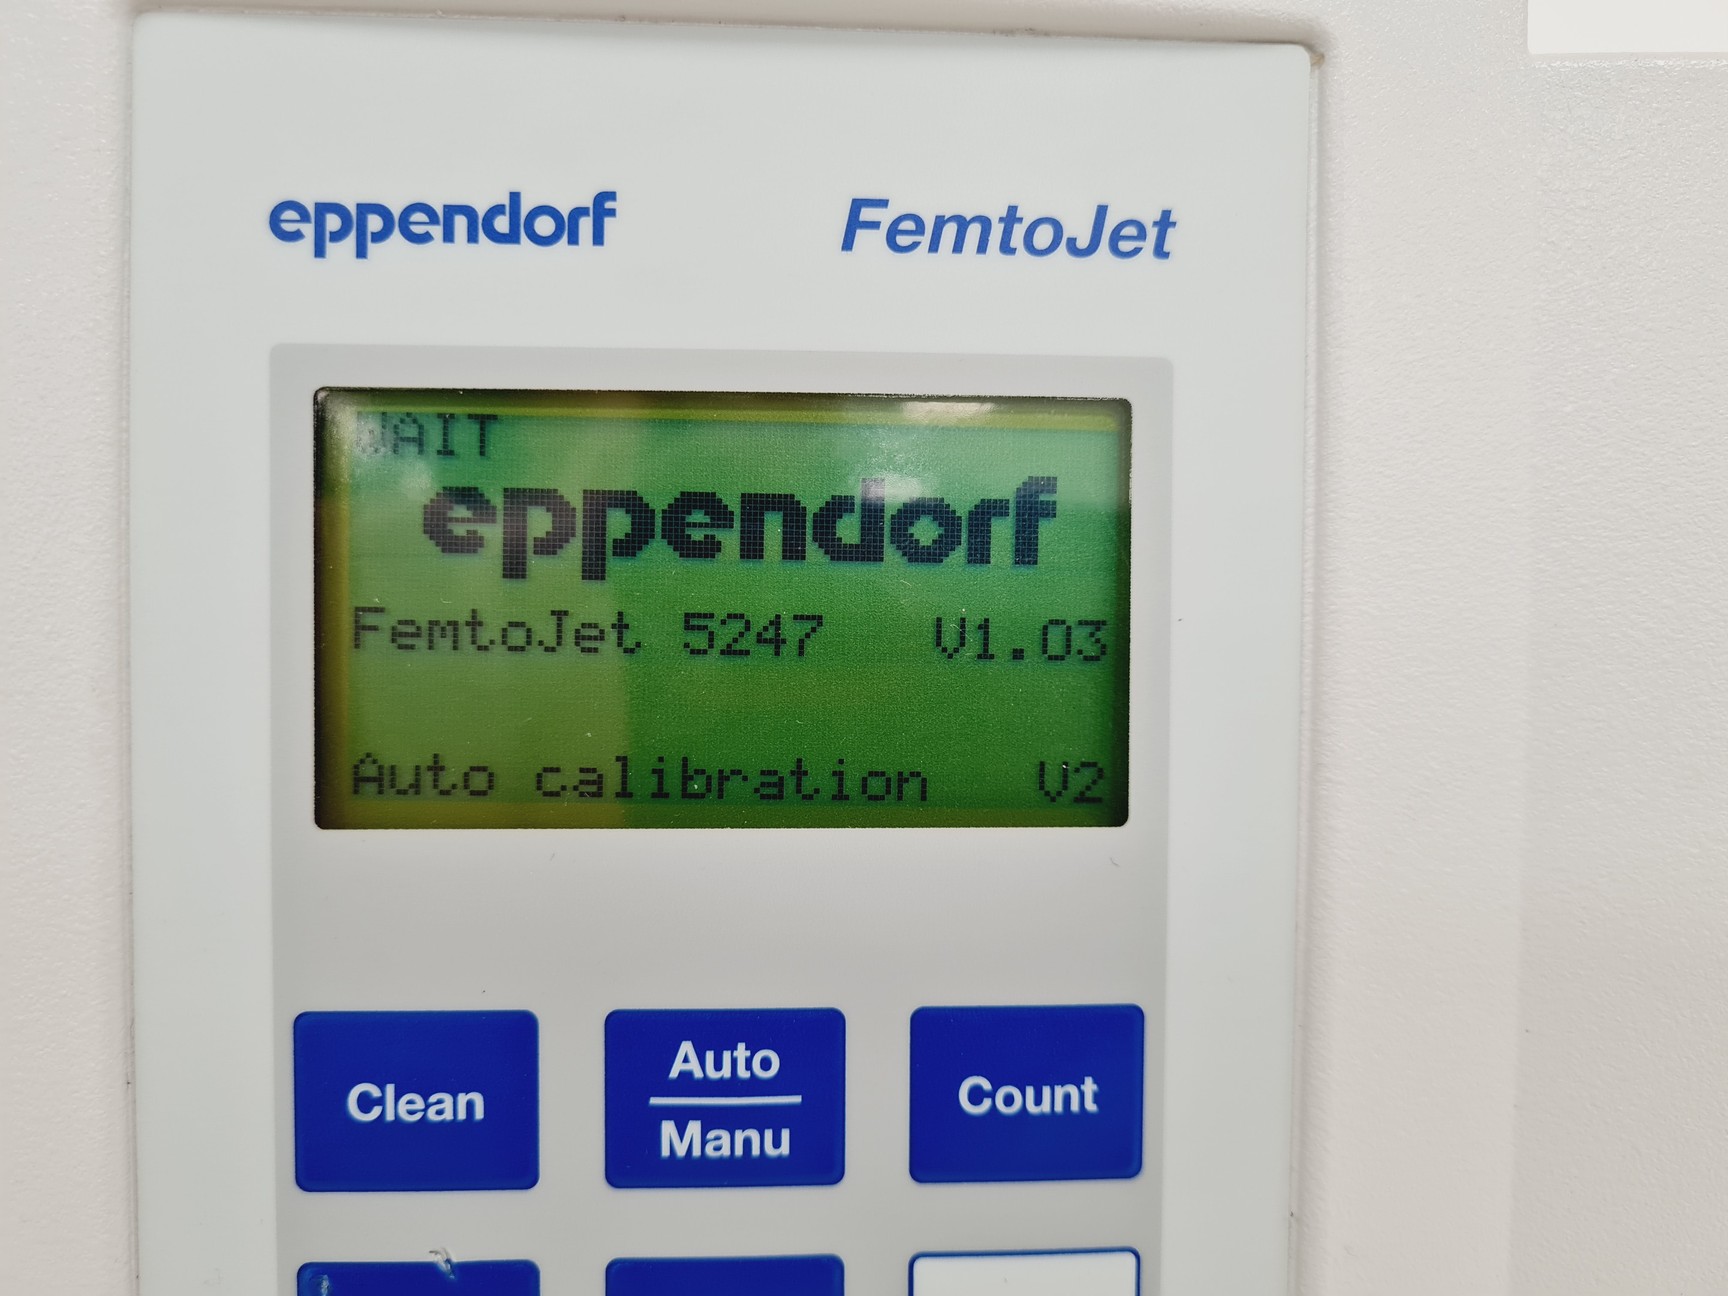 eppendorf FemtoJet
WAIT
eppendorf
FemtoJet 5247 V1.03
Auto calibration V2
Clean
Auto
Manu
Count